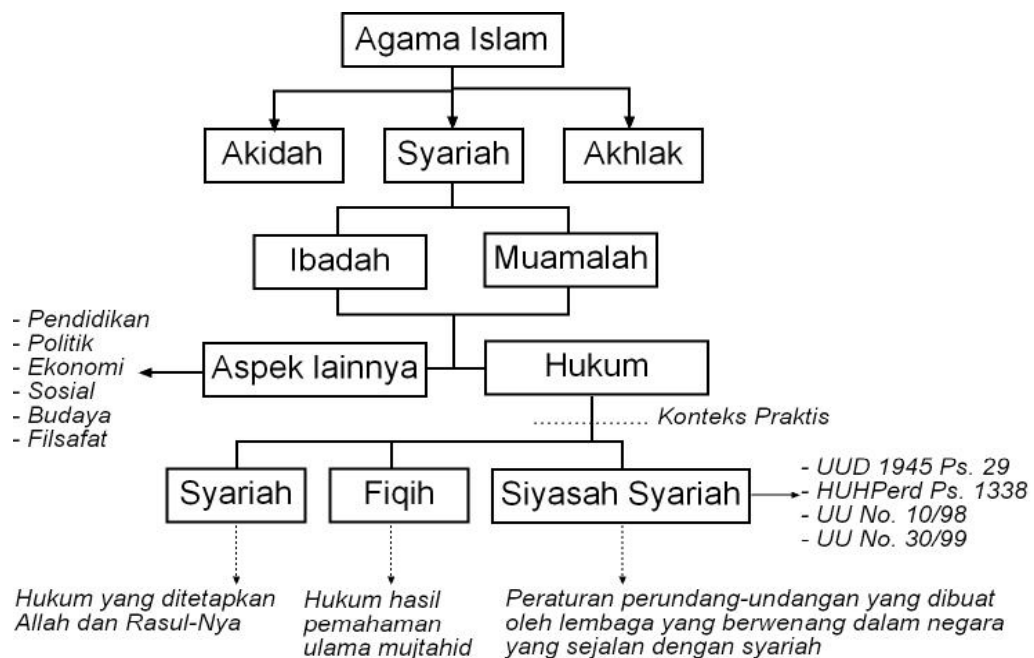 Agama Islam
Akidah
Syariah
Akhlak
Ibadah
Muamalah
- Pendidikan
- Politik
- Ekonomi
- Sosial
- Budaya
- Filsafat
Aspek lainnya
Hukum
Konteks Praktis
Syariah
Fiqih
Siyasah Syariah
- UUD 1945 Ps. 29
- HUHPerd Ps. 1338
- UU No. 10/98
- UU No. 30/99
Hukum yang ditetapkan
Allah dan Rasul-Nya
Hukum hasil
pemahaman
ulama mujtahid
Peraturan perundang-undangan yang dibuat
oleh lembaga yang berwenang dalam negara
yang sejalan dengan syariah